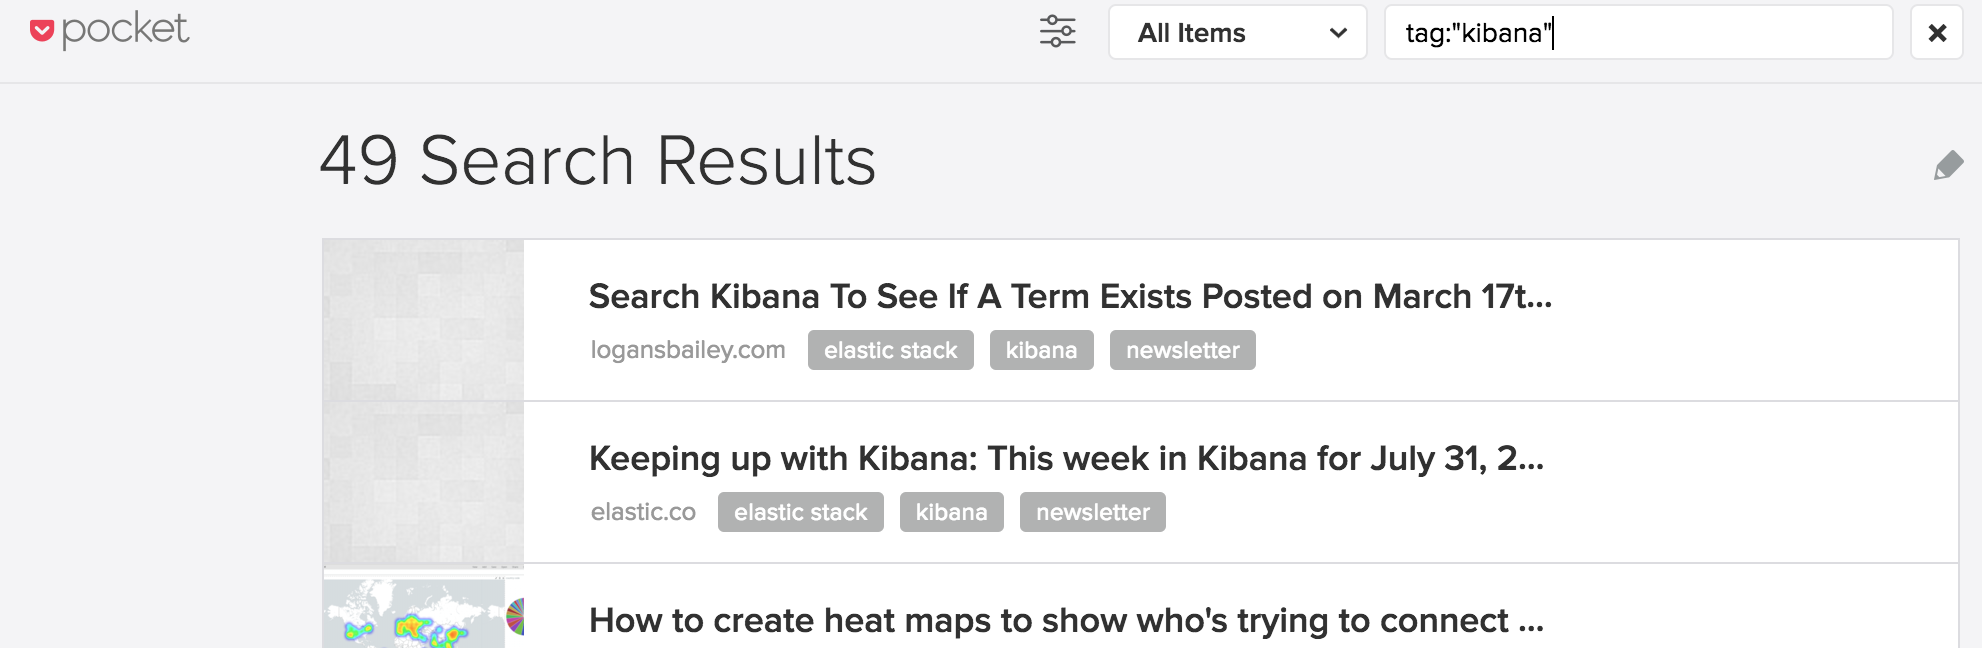 pocket
All Items
tag:"kibana"
49 Search Results
Search Kibana To See If A Term Exists Posted on March 17t...
logansbailey.com elastic stack kibana newsletter
Keeping up with Kibana: This week in Kibana for July 31, 2...
elastic.co elastic stack kibana newsletter
How to create heat maps to show who's trying to connect ...